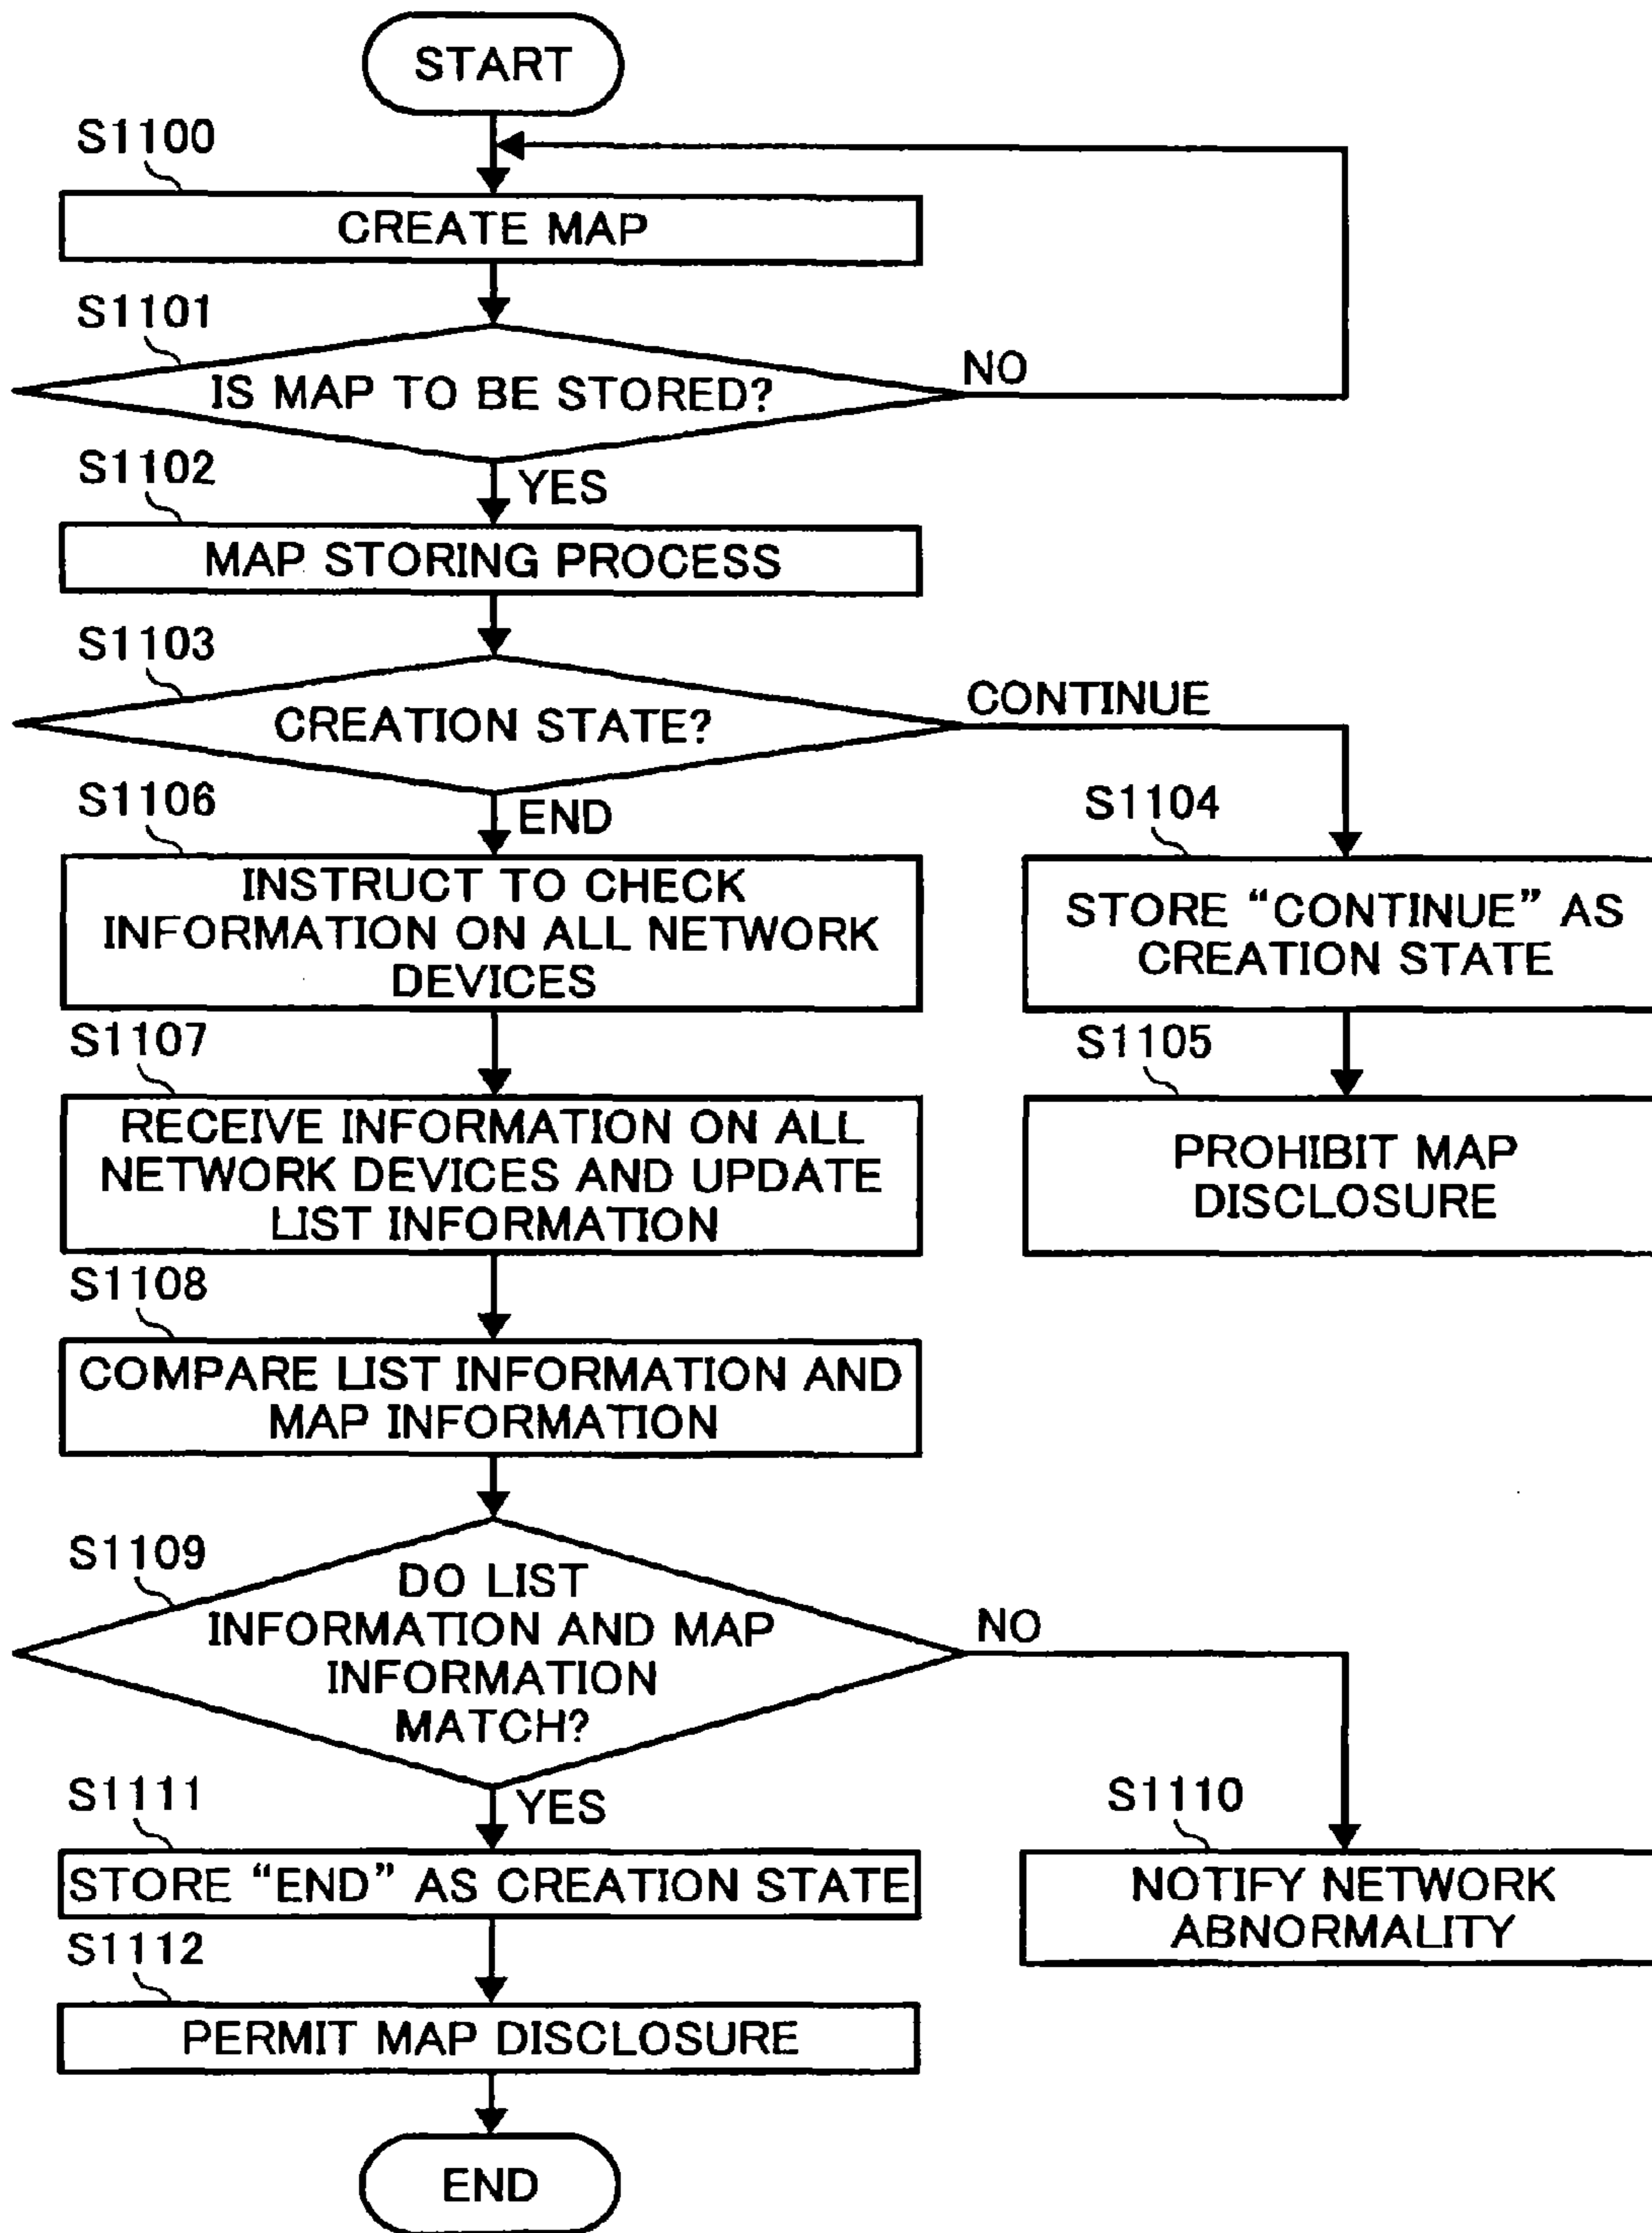 START
S1100
CREATE MAP
S1101
IS MAP TO BE STORED?
NO
YES
S1102
MAP STORING PROCESS
S1103
CREATION STATE?
CONTINUE
END
S1104
STORE “CONTINUE” AS
CREATION STATE
S1105
PROHIBIT MAP
DISCLOSURE
S1106
INSTRUCT TO CHECK
INFORMATION ON ALL NETWORK
DEVICES
S1107
RECEIVE INFORMATION ON ALL
NETWORK DEVICES AND UPDATE
LIST INFORMATION
S1108
COMPARE LIST INFORMATION AND
MAP INFORMATION
S1109
DO LIST
INFORMATION AND MAP
INFORMATION
MATCH?
NO
YES
S1110
NOTIFY NETWORK
ABNORMALITY
S1111
STORE “END” AS CREATION STATE
S1112
PERMIT MAP DISCLOSURE
END